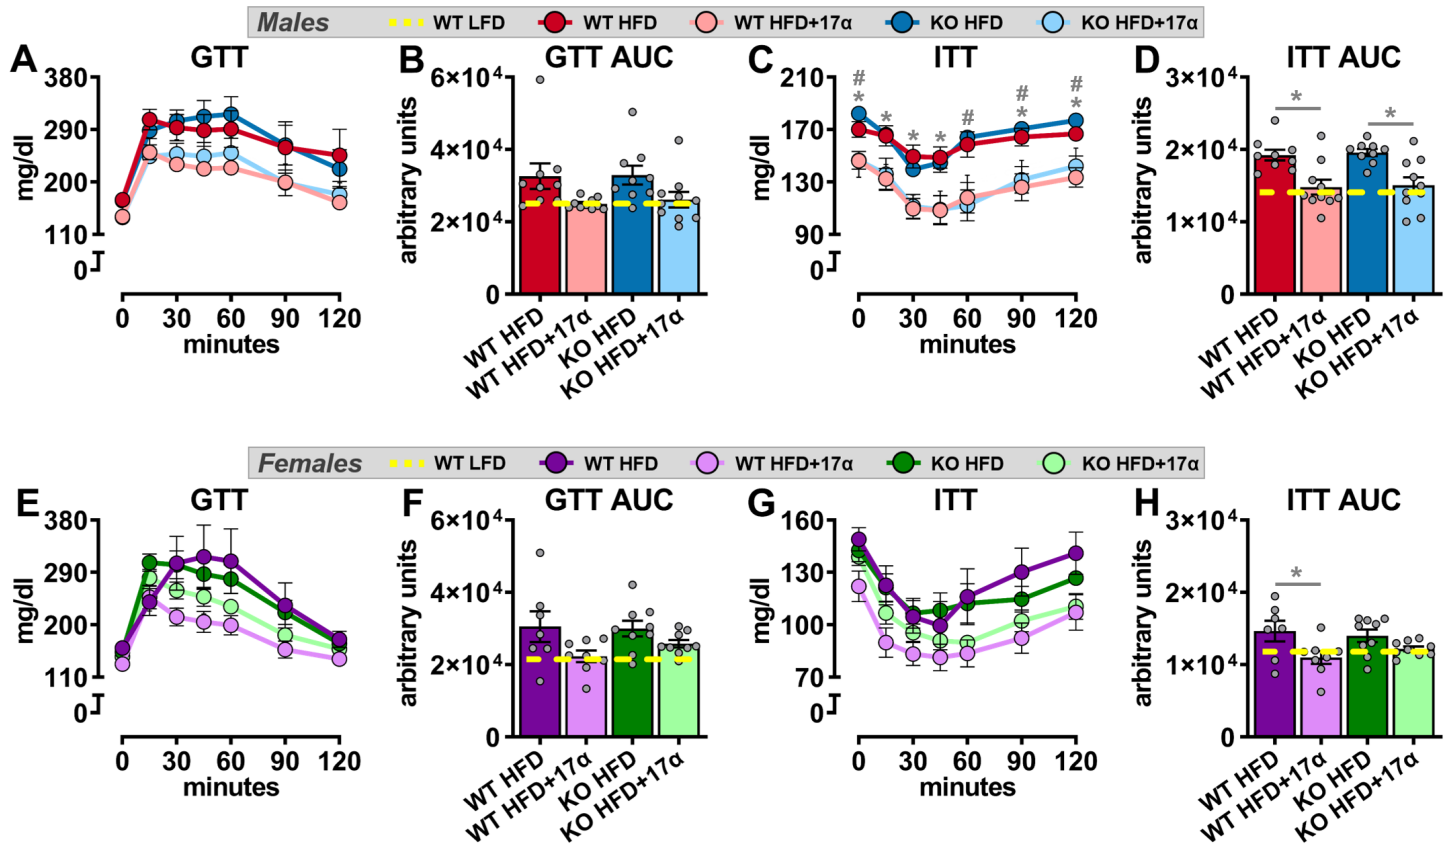 Males WT LFD WT HFD WT HFD+17α KO HFD KO HFD+17α
A GTT
380
290
200
110
0
mg/dl
0 30 60 90 120
minutes
B GTT AUC
6×10⁴
4×10⁴
2×10⁴
0
arbitrary units
WT HFD
WT HFD+17α
KO HFD
KO HFD+17α
C ITT
210
170
130
90
0
mg/dl
# * * * * # # * # *
0 30 60 90 120
minutes
D ITT AUC
3×10⁴
2×10⁴
1×10⁴
0
arbitrary units
* *
WT HFD
WT HFD+17α
KO HFD
KO HFD+17α
Females WT LFD WT HFD WT HFD+17α KO HFD KO HFD+17α
E GTT
380
290
200
110
0
mg/dl
0 30 60 90 120
minutes
F GTT AUC
6×10⁴
4×10⁴
2×10⁴
0
arbitrary units
WT HFD
WT HFD+17α
KO HFD
KO HFD+17α
G ITT
160
130
100
70
0
mg/dl
0 30 60 90 120
minutes
H ITT AUC
3×10⁴
2×10⁴
1×10⁴
0
arbitrary units
*
WT HFD
WT HFD+17α
KO HFD
KO HFD+17α